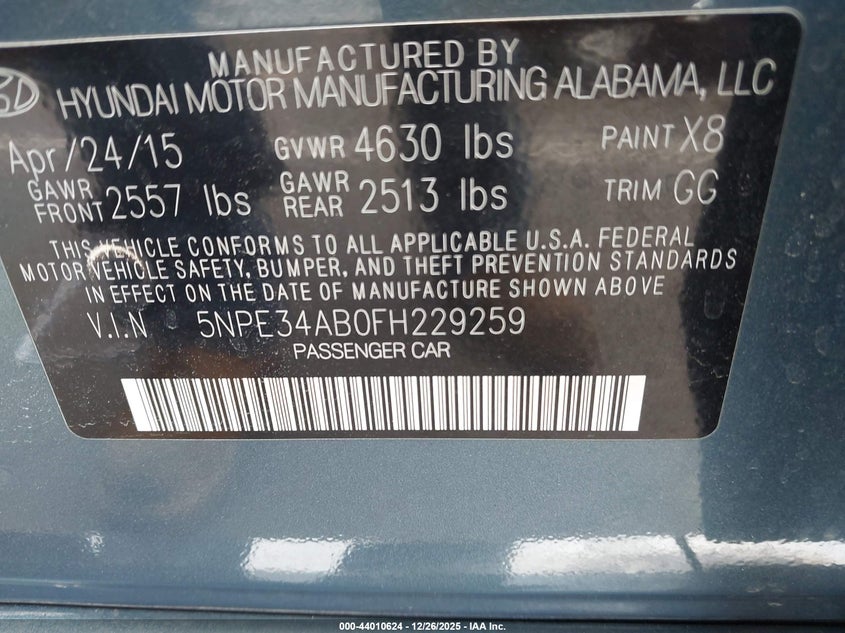 MANUFACTURED BY
HYUNDAI MOTOR MANUFACTURING ALABAMA, LLC
Apr/24/15 GVWR 4630 lbs PAINT X8
GAWR FRONT 2557 lbs GAWR REAR 2513 lbs TRIM GG
THIS VEHICLE CONFORMS TO ALL APPLICABLE U.S.A. FEDERAL
MOTOR VEHICLE SAFETY, BUMPER, AND THEFT PREVENTION STANDARDS
IN EFFECT ON THE DATE OF MANUFACTURE SHOWN ABOVE
V.I.N 5NPE34AB0FH229259
PASSENGER CAR
000-44010624 - 12/26/2025 - IAA Inc.